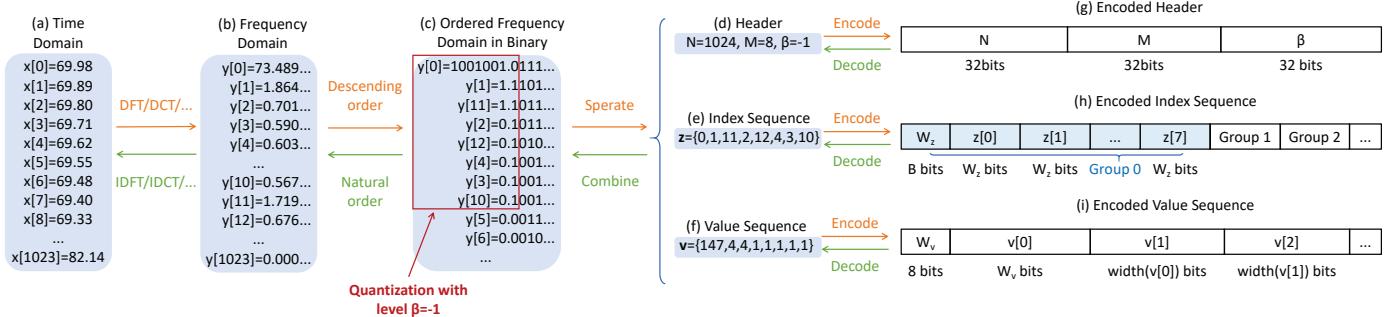 (a) Time
Domain
x[0]=69.98
x[1]=69.89
x[2]=69.80
x[3]=69.71
x[4]=69.62
x[5]=69.55
x[6]=69.48
x[7]=69.40
x[8]=69.33
...
x[1023]=82.14
DFT/DCT/...
IDFT/IDCT/...
(b) Frequency
Domain
y[0]=73.489...
y[1]=1.864...
y[2]=0.701...
y[3]=0.590...
y[4]=0.603...
...
y[10]=0.567...
y[11]=1.719...
y[12]=0.676...
...
y[1023]=0.000...
Descending
order
Natural
order
(c) Ordered Frequency
Domain in Binary
y[0]=1001001.0111...
y[1]=1.1101...
y[11]=1.1011...
y[2]=0.1011...
y[12]=0.1010...
y[4]=0.1001...
y[3]=0.1001...
y[10]=0.1001...
y[5]=0.0011...
y[6]=0.0010...
...
Quantization with
level β=-1
Sperate
Combine
(d) Header
N=1024, M=8, β=-1
Encode
Decode
(g) Encoded Header
N M β
32bits 32bits 32 bits
(e) Index Sequence
z={0,1,11,2,12,4,3,10}
Encode
Decode
(h) Encoded Index Sequence
Wz z[0] z[1] ... z[7] Group 1 Group 2 ...
B bits Wz bits Wz bits Group 0 Wz bits
(f) Value Sequence
v={147,4,4,1,1,1,1,1}
Encode
Decode
(i) Encoded Value Sequence
Wv v[0] v[1] v[2] ...
8 bits Wv bits width(v[0]) bits width(v[1]) bits